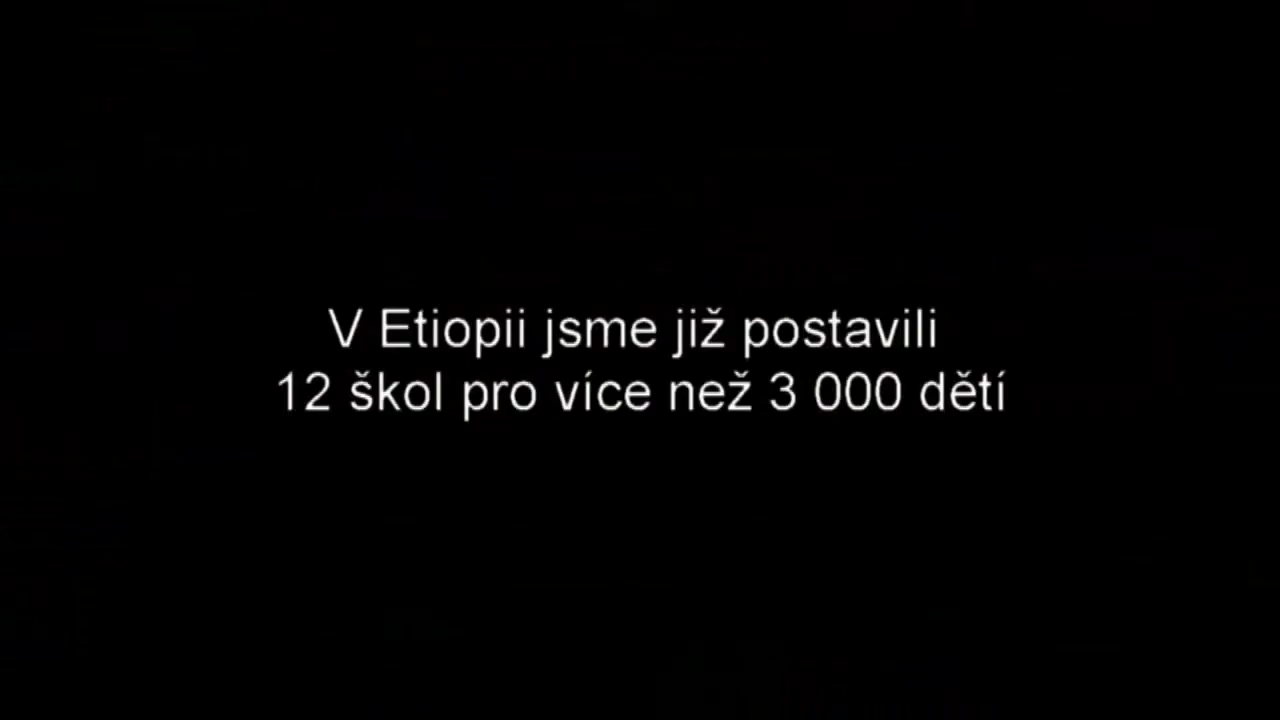 V Etiopii jsme již postavili
12 škol pro více než 3 000 dětí